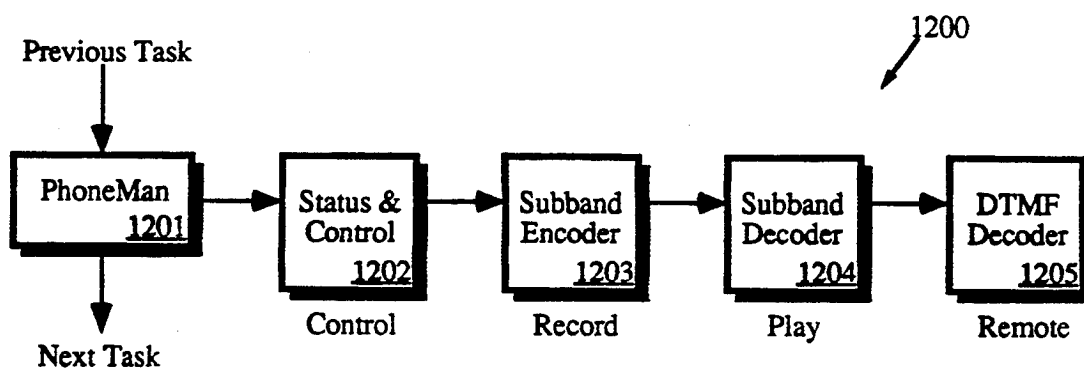 1200
Previous Task
PhoneMan
1201
Status &
Control
1202
Subband
Encoder
1203
Subband
Decoder
1204
DTMF
Decoder
1205
Control
Record
Play
Remote
Next Task